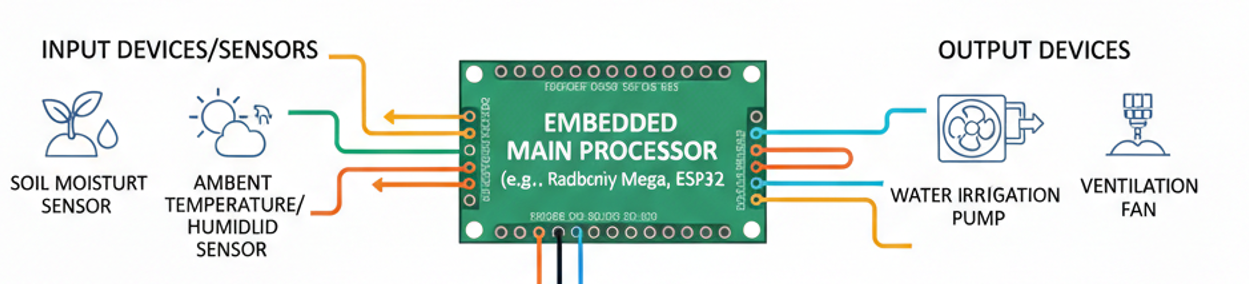 INPUT DEVICES/SENSORS
SOIL MOISTURT
SENSOR
AMBENT
TEMPERATURE/
HUMIDLID
SENSOR
EMBEDDED
MAIN PROCESSOR
(e.g.. Radbcniy Mega, ESP32
OUTPUT DEVICES
WATER IRRIGATION
PUMP
VENTILATION
FAN